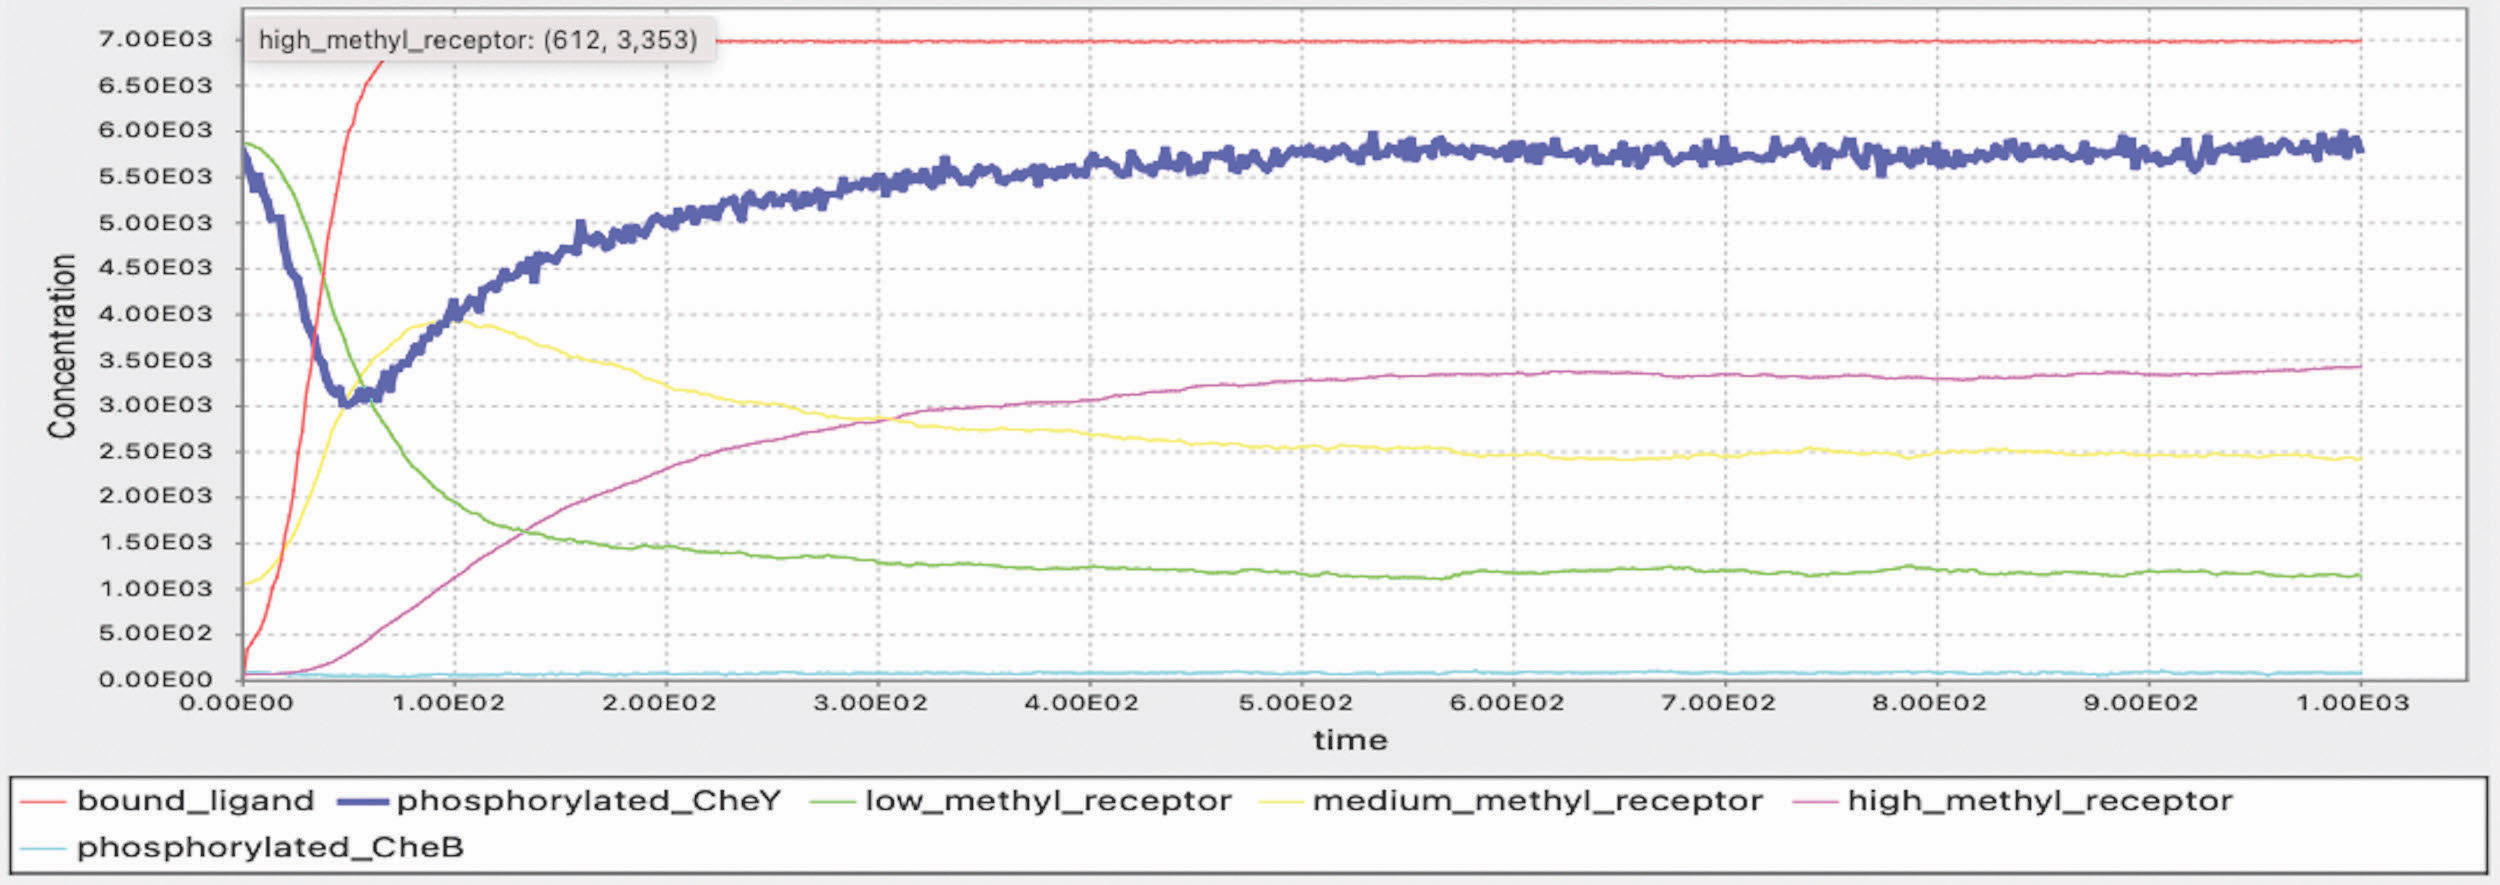 7.00E03
high_methyl_receptor: (612, 3,353)
6.50E03
6.00E03
5.50E03
5.00E03
4.50E03
4.00E03
3.50E03
3.00E03
2.50E03
2.00E03
1.50E03
1.00E03
5.00E02
0.00E00
Concentration
0.00E00 1.00E02 2.00E02 3.00E02 4.00E02 5.00E02 6.00E02 7.00E02 8.00E02 9.00E02 1.00E03
time
bound_ligand phosphorylated_CheY low_methyl_receptor medium_methyl_receptor high_methyl_receptor
phosphorylated_CheB